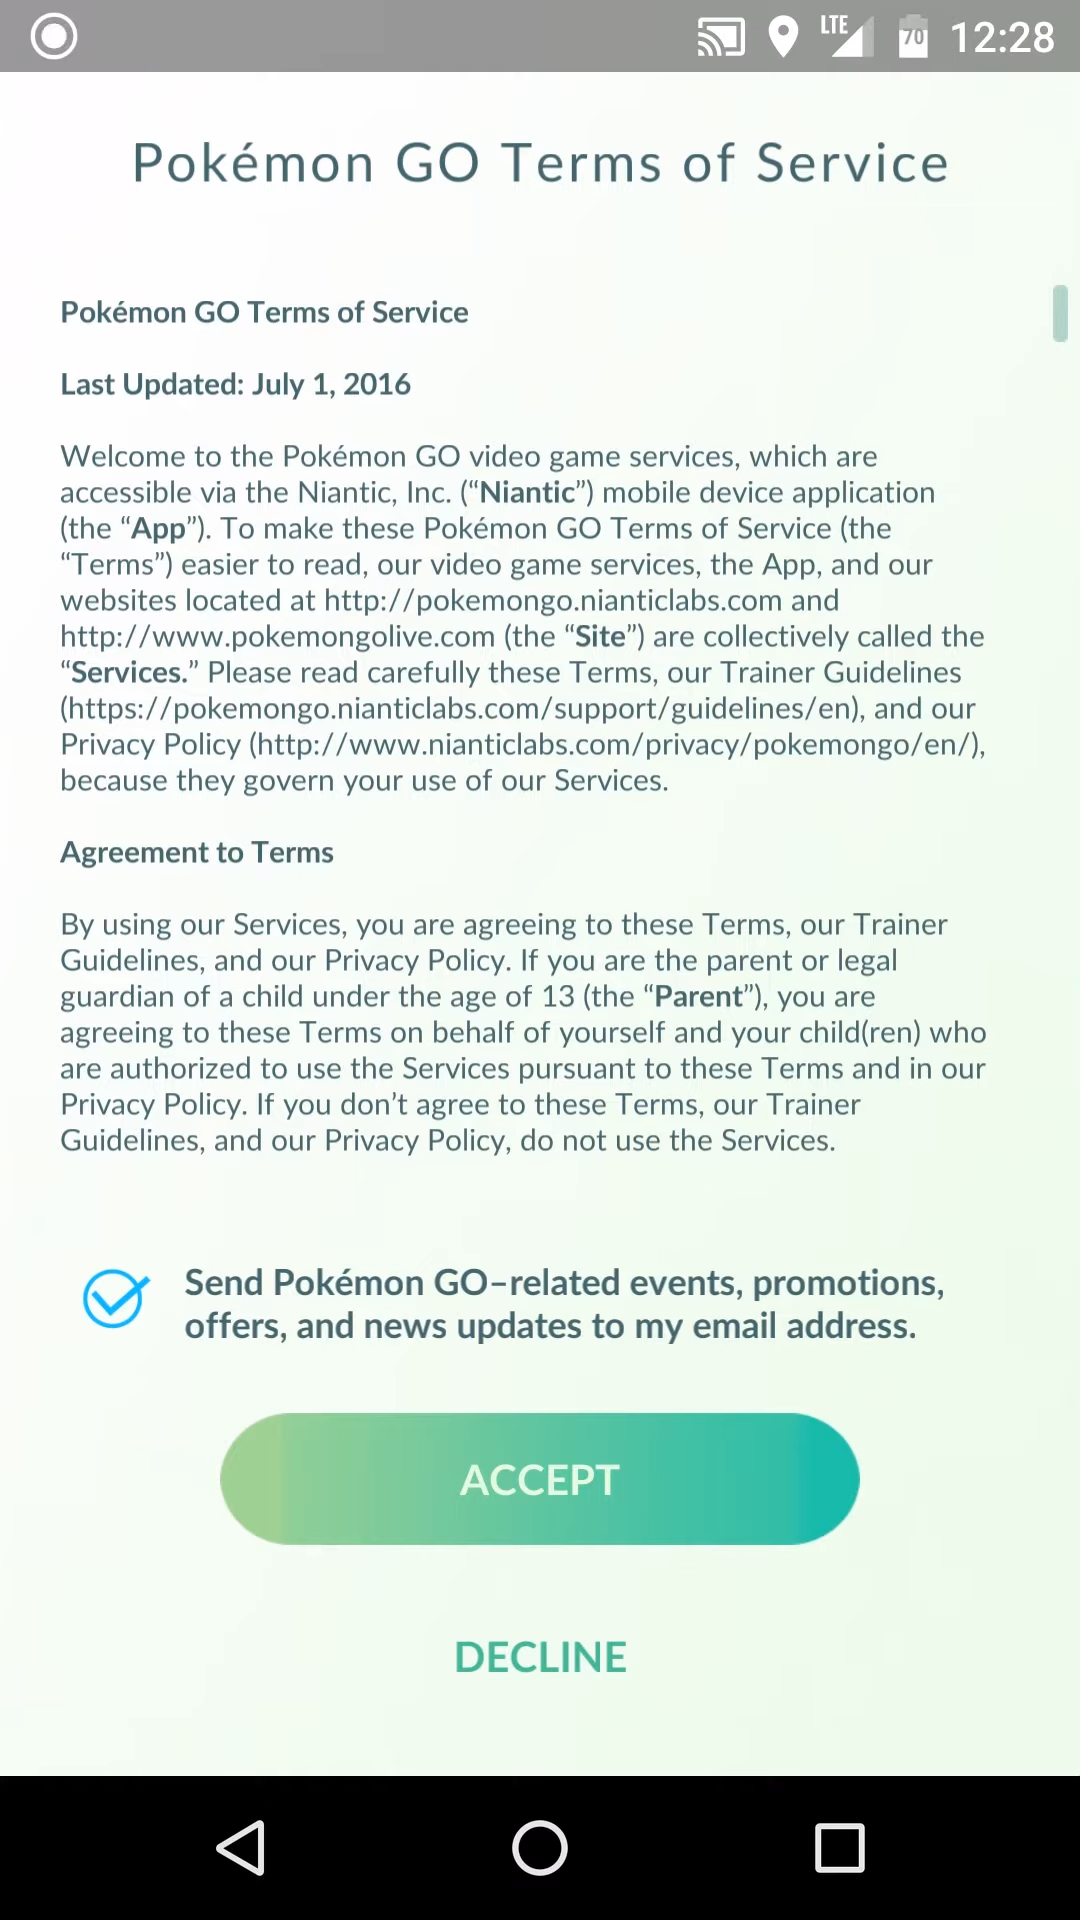 LTE 70 12:28
Pokémon GO Terms of Service
Pokémon GO Terms of Service
Last Updated: July 1, 2016
Welcome to the Pokémon GO video game services, which are
accessible via the Niantic, Inc. (“Niantic”) mobile device application
(the “App”). To make these Pokémon GO Terms of Service (the
“Terms”) easier to read, our video game services, the App, and our
websites located at http://pokemongo.nianticlabs.com and
http://www.pokemongolive.com (the “Site”) are collectively called the
“Services.” Please read carefully these Terms, our Trainer Guidelines
(https://pokemongo.nianticlabs.com/support/guidelines/en), and our
Privacy Policy (http://www.nianticlabs.com/privacy/pokemongo/en/),
because they govern your use of our Services.
Agreement to Terms
By using our Services, you are agreeing to these Terms, our Trainer
Guidelines, and our Privacy Policy. If you are the parent or legal
guardian of a child under the age of 13 (the “Parent”), you are
agreeing to these Terms on behalf of yourself and your child(ren) who
are authorized to use the Services pursuant to these Terms and in our
Privacy Policy. If you don’t agree to these Terms, our Trainer
Guidelines, and our Privacy Policy, do not use the Services.
Send Pokémon GO–related events, promotions,
offers, and news updates to my email address.
ACCEPT
DECLINE